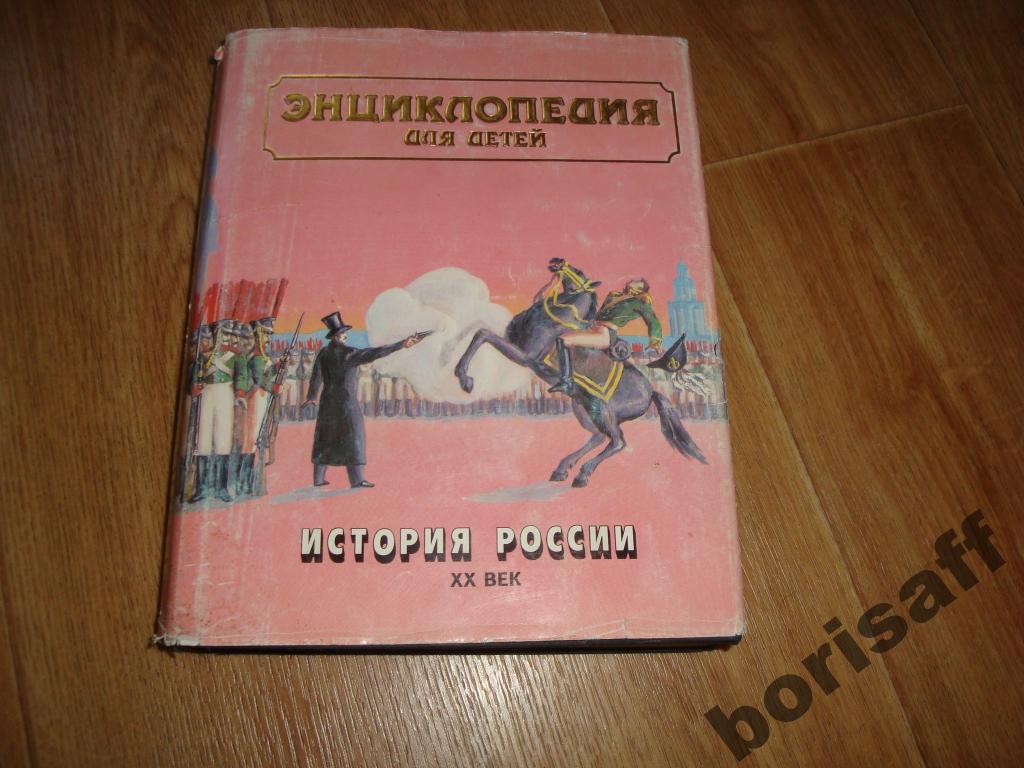 ЭНЦИКЛОПЕДИЯ
ДЛЯ ДЕТЕЙ
ИСТОРИЯ РОССИИ
XX ВЕК
borisaff